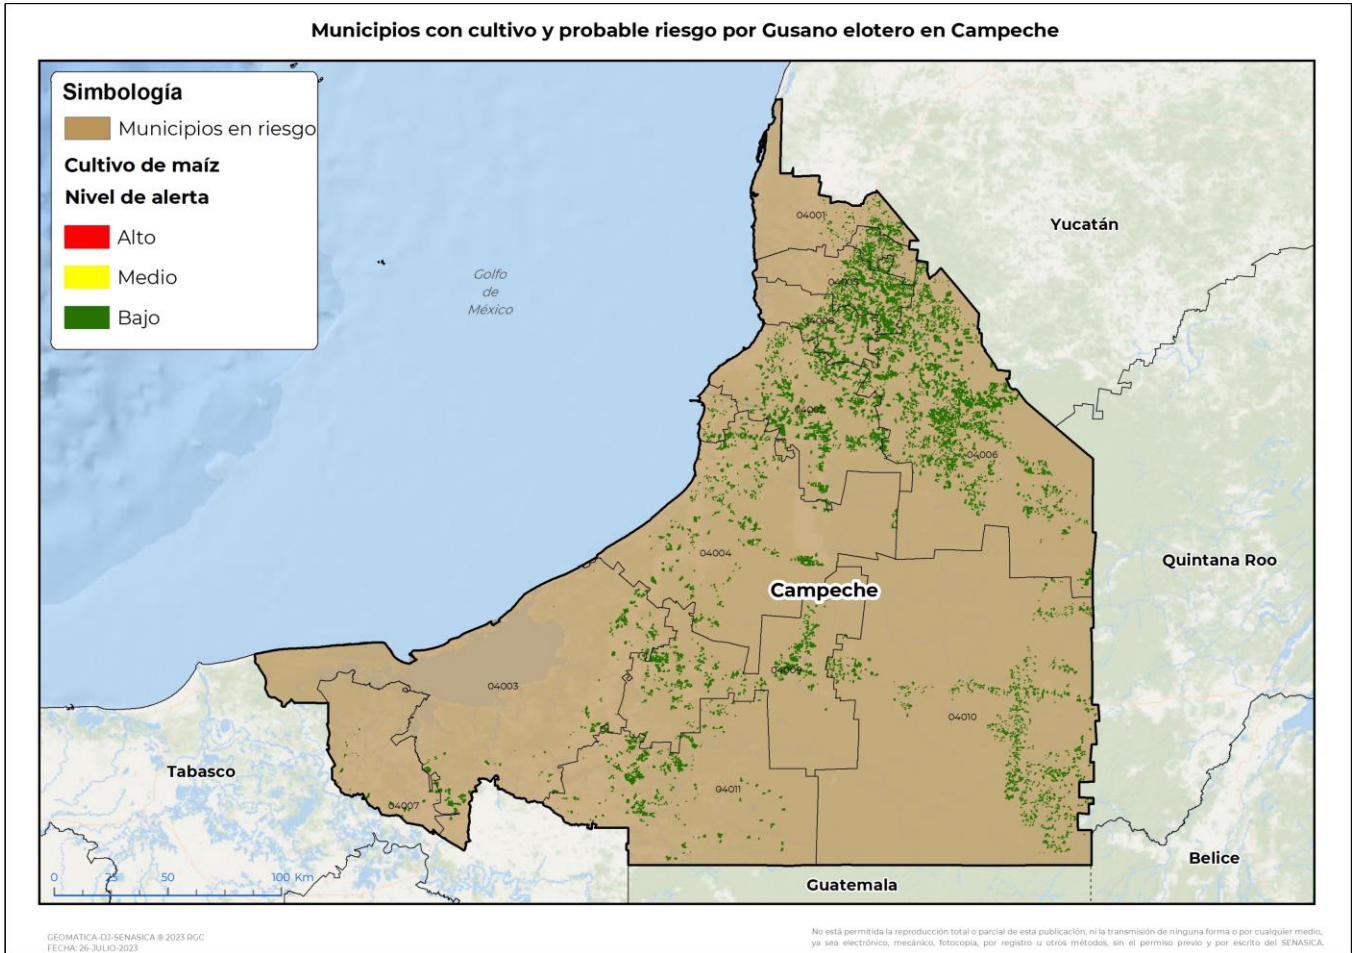 Municipios con cultivo y probable riesgo por Gusano elotero en Campeche
Simbología
Municipios en riesgo
Cultivo de maíz
Nivel de alerta
Alto
Medio
Bajo
Golfo
de
México
Yucatán
Quintana Roo
Campeche
Tabasco
Guatemala
Belice
04001
04006
04004
04003
04010
04007
04011
0 25 50 100 Km
GEOMATICA-DJ-SENASICA ® 2023 RGC
FECHA: 26-JULIO-2023
No está permitida la reproducción total o parcial de esta publicación, ni la transmisión de ninguna forma o por cualquier medio,
ya sea electrónico, mecánico, fotocopia, por registro u otros métodos, sin el permiso previo y por escrito del SENASICA.